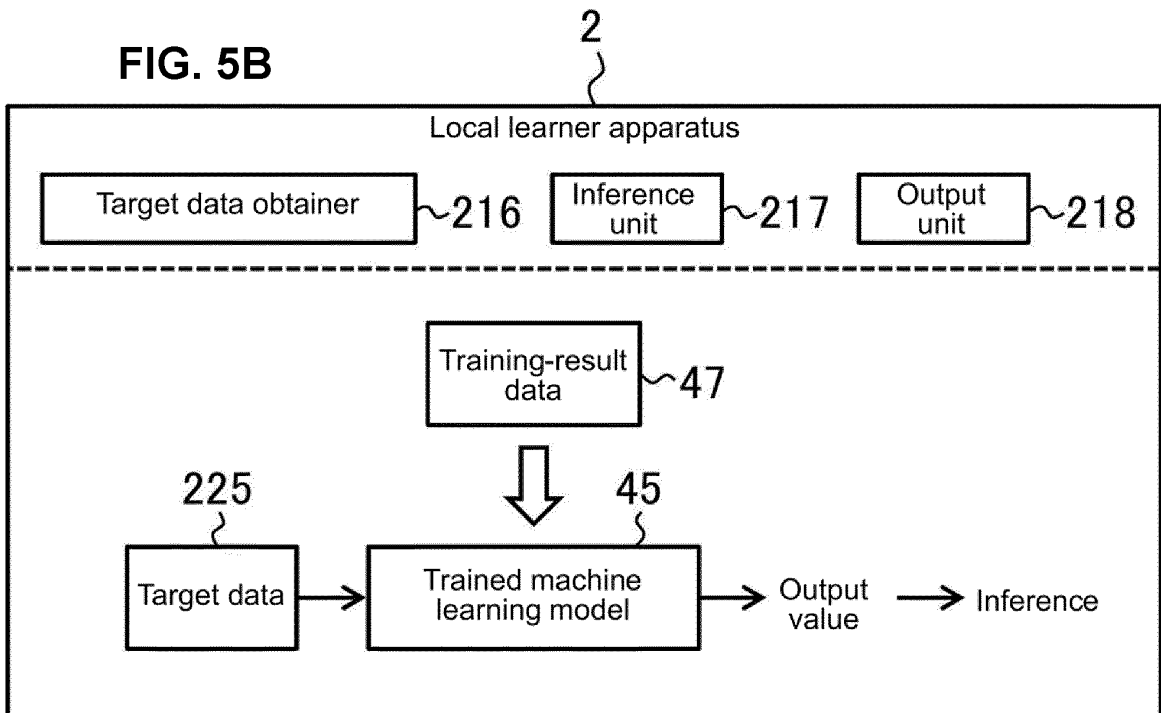 2
FIG. 5B
Local learner apparatus
Target data obtainer
216
Inference
unit
217
Output
unit
218
Training-result
data
47
225
45
Target data
Trained machine
learning model
Output
value
Inference